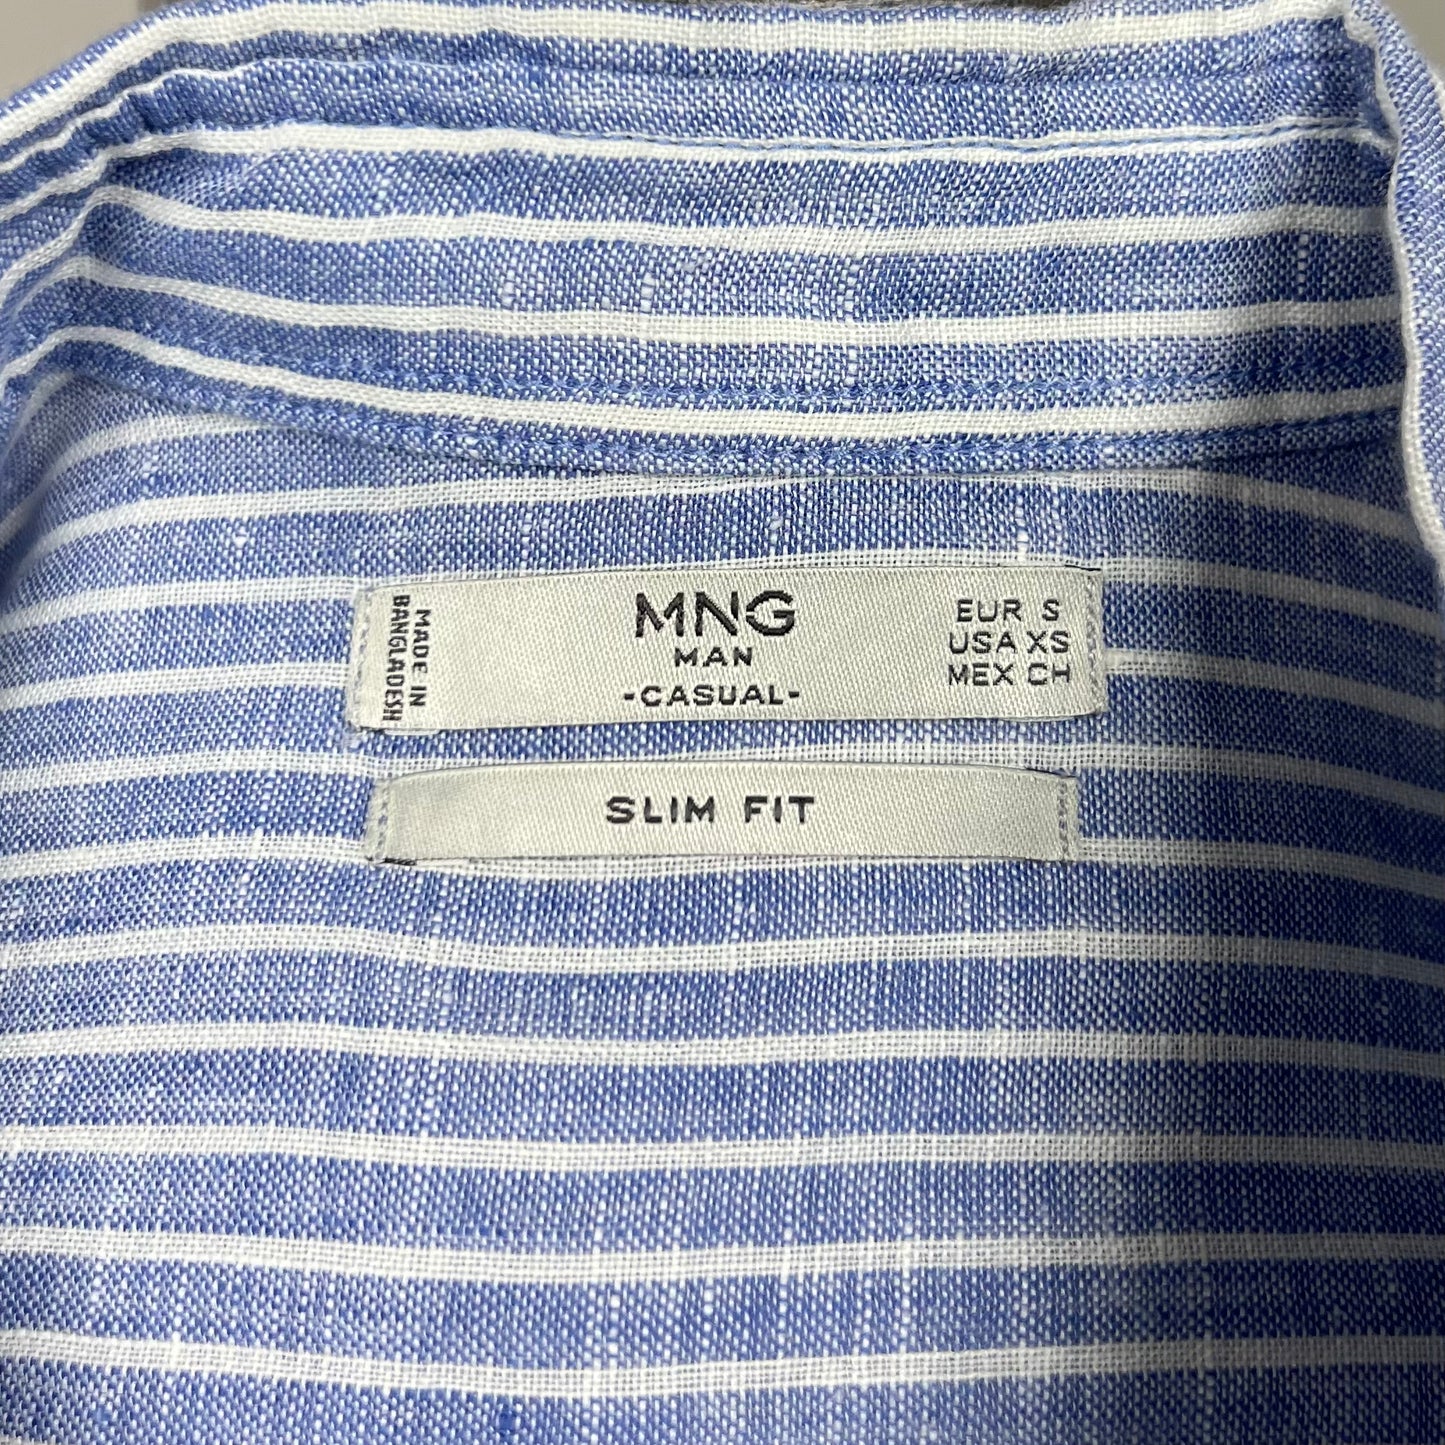 MADE IN
BANGLADESH
MNG
MAN
-CASUAL-
EUR S
USA XS
MEX CH
SLIM FIT